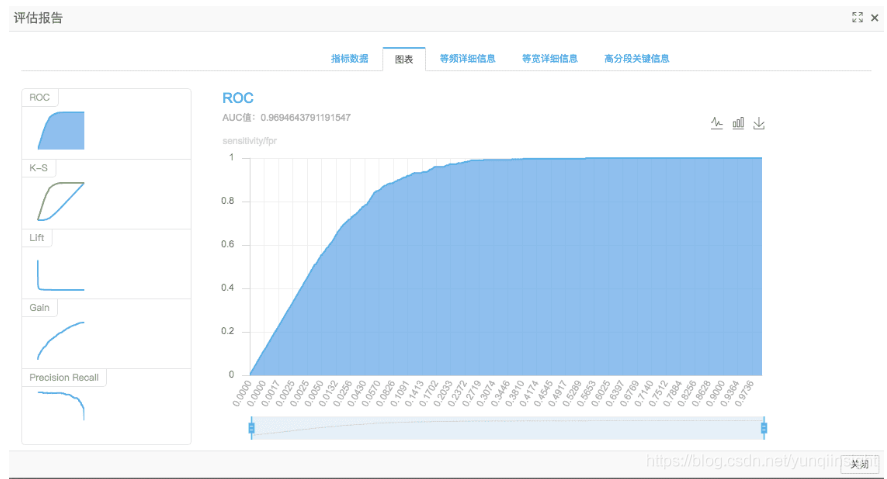 评估报告
指标数据 图表 等频详细信息 等宽详细信息 高分段关键信息
ROC
K-S
Lift
Gain
Precision Recall
ROC
AUC值：0.9694643791191547
sensitivity/fpr
1
0.8
0.6
0.4
0.2
0
0.0000 0.0000 0.0017 0.0025 0.0025 0.0050 0.0132 0.0256 0.0430 0.0570 0.0826 0.1091 0.1413 0.1702 0.2033 0.2372 0.2719 0.3074 0.3446 0.3810 0.4174 0.4545 0.4917 0.5289 0.5653 0.6025 0.6397 0.6769 0.7140 0.7512 0.7884 0.8256 0.8628 0.9000 0.9364 0.9736
https://blog.csdn.net/yunqiinsight
关闭